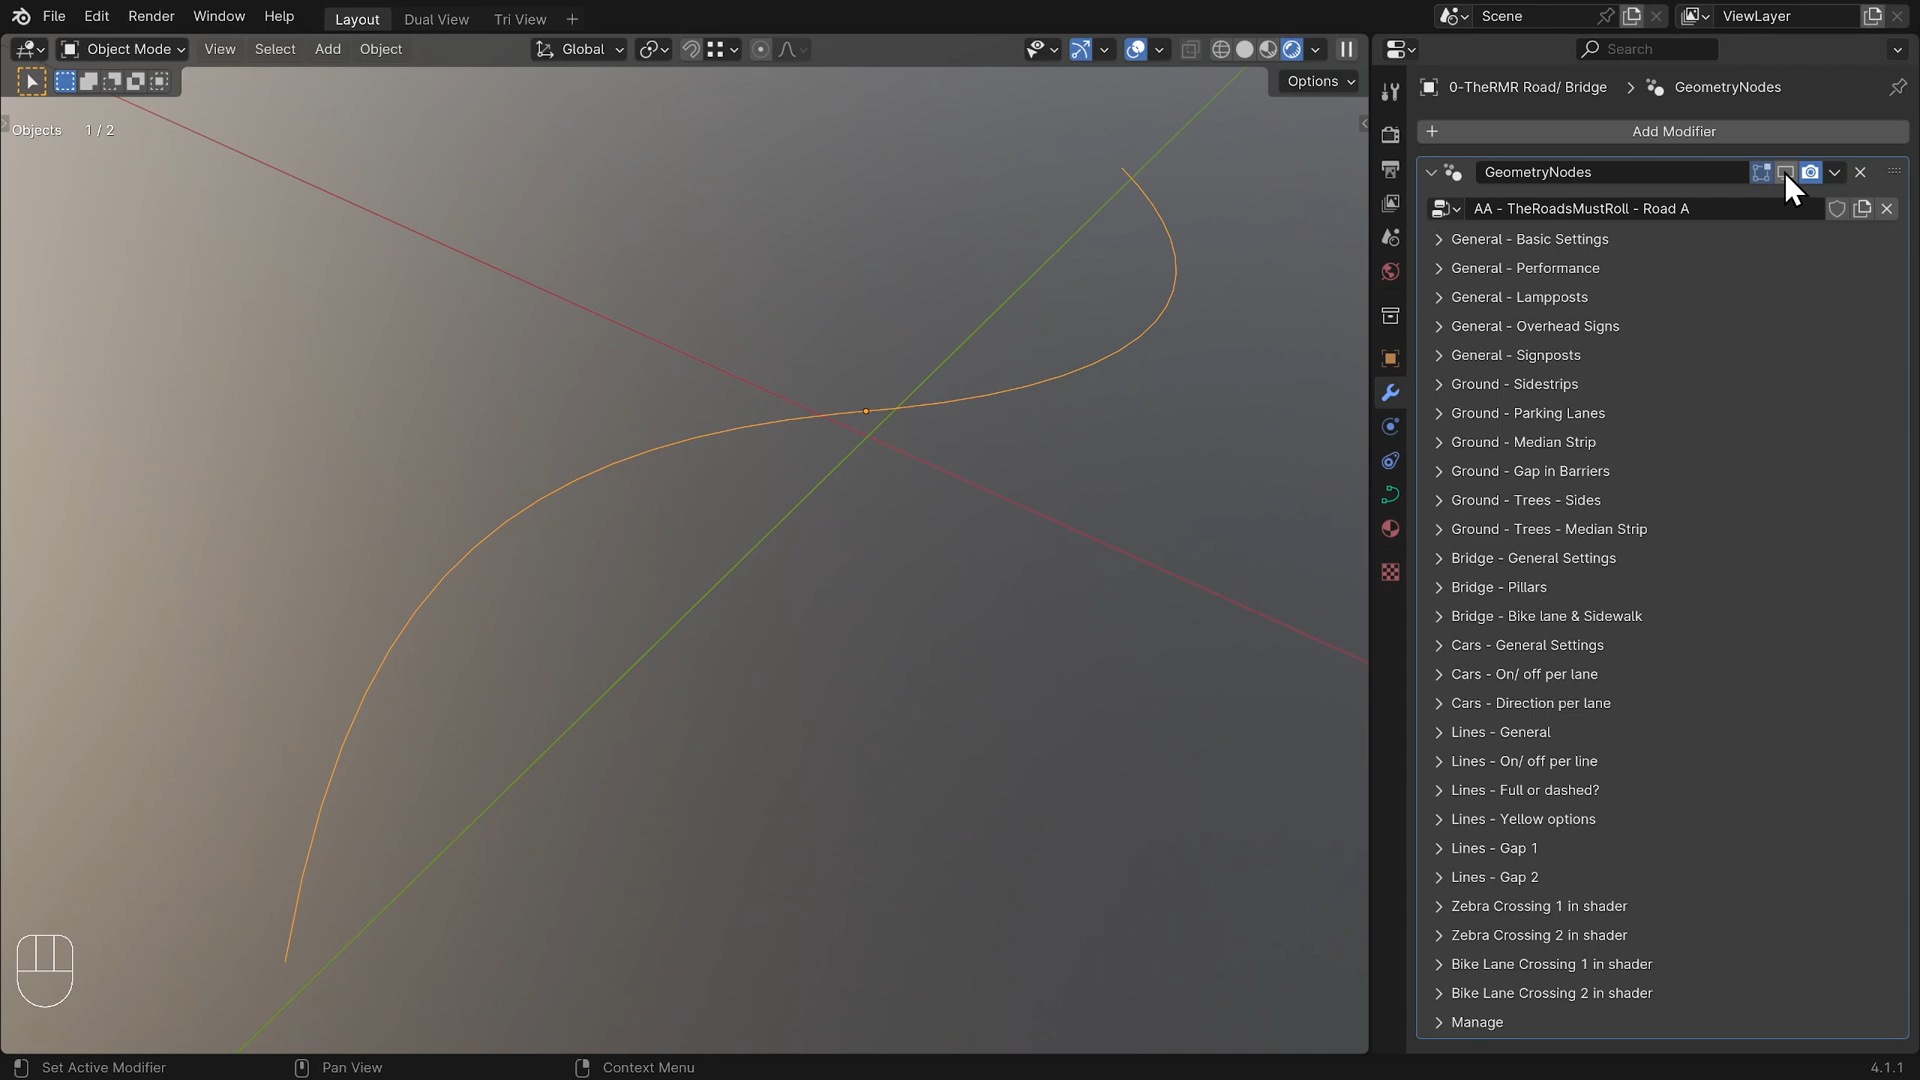 File Edit Render Window Help Layout Dual View Tri View + Scene ViewLayer
Object Mode View Select Add Object Global Search
Options
Objects 1 / 2
0-TheRMR Road/ Bridge > GeometryNodes
+ Add Modifier
GeometryNodes
AA - TheRoadsMustRoll - Road A
General - Basic Settings
General - Performance
General - Lampposts
General - Overhead Signs
General - Signposts
Ground - Sidestrips
Ground - Parking Lanes
Ground - Median Strip
Ground - Gap in Barriers
Ground - Trees - Sides
Ground - Trees - Median Strip
Bridge - General Settings
Bridge - Pillars
Bridge - Bike lane & Sidewalk
Cars - General Settings
Cars - On/ off per lane
Cars - Direction per lane
Lines - General
Lines - On/ off per line
Lines - Full or dashed?
Lines - Yellow options
Lines - Gap 1
Lines - Gap 2
Zebra Crossing 1 in shader
Zebra Crossing 2 in shader
Bike Lane Crossing 1 in shader
Bike Lane Crossing 2 in shader
Manage
Set Active Modifier Pan View Context Menu 4.1.1